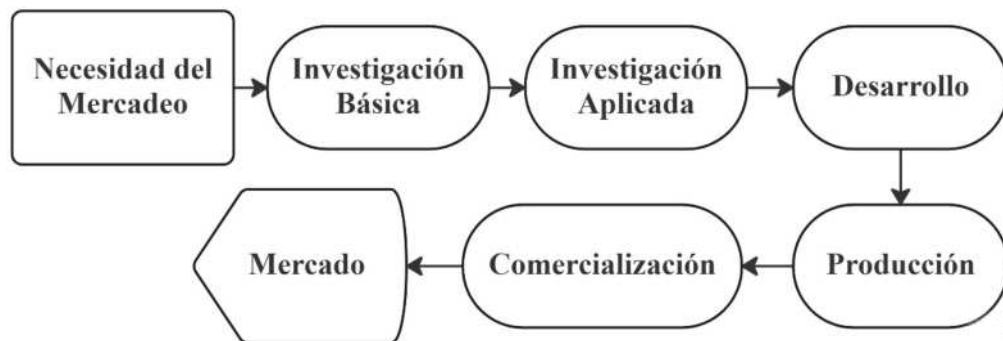 Necesidad del
Mercadeo
Investigación
Básica
Investigación
Aplicada
Desarrollo
Mercado
Comercialización
Producción